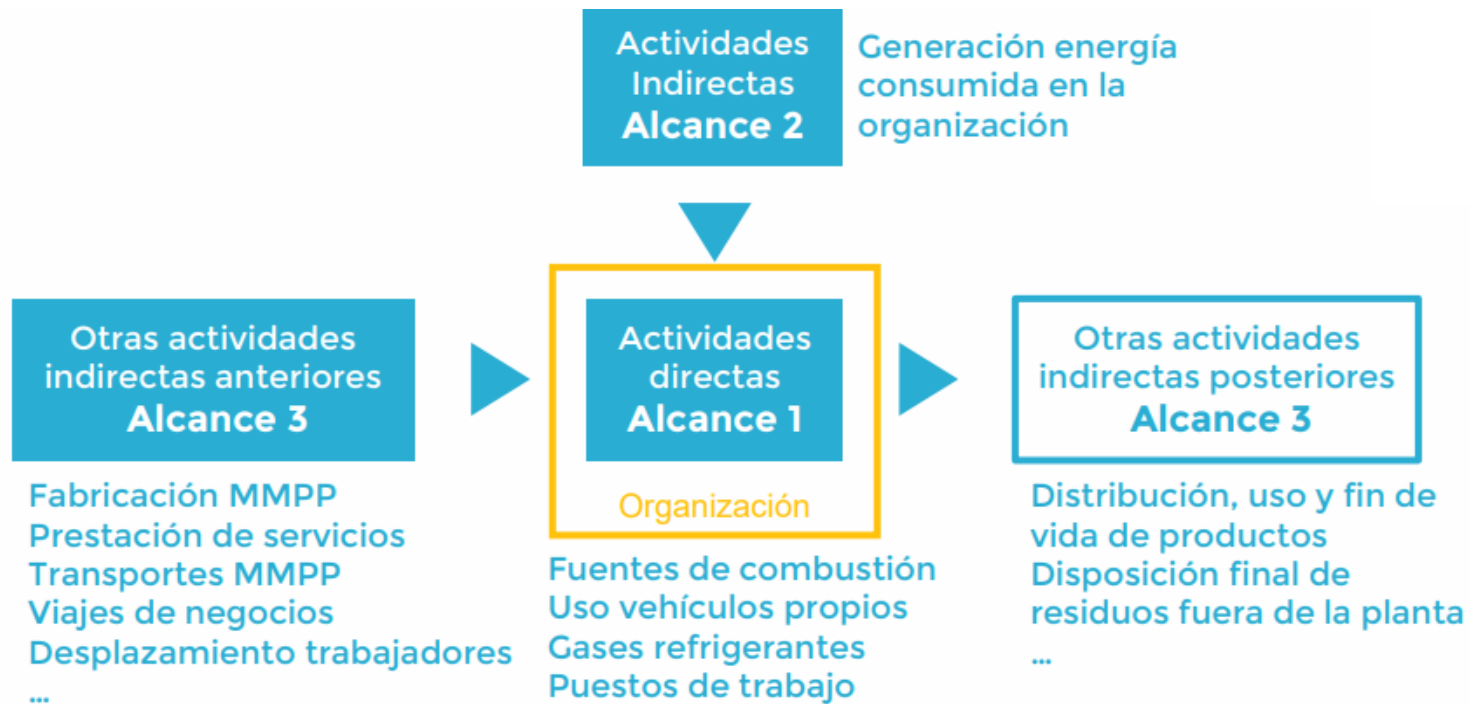 Actividades
Indirectas
Alcance 2
Generación energía
consumida en la
organización
Otras actividades
indirectas anteriores
Alcance 3
Fabricación MMPP
Prestación de servicios
Transportes MMPP
Viajes de negocios
Desplazamiento trabajadores
...
Actividades
directas
Alcance 1
Organización
Fuentes de combustión
Uso vehículos propios
Gases refrigerantes
Puestos de trabajo
Otras actividades
indirectas posteriores
Alcance 3
Distribución, uso y fin de
vida de productos
Disposición final de
residuos fuera de la planta
...